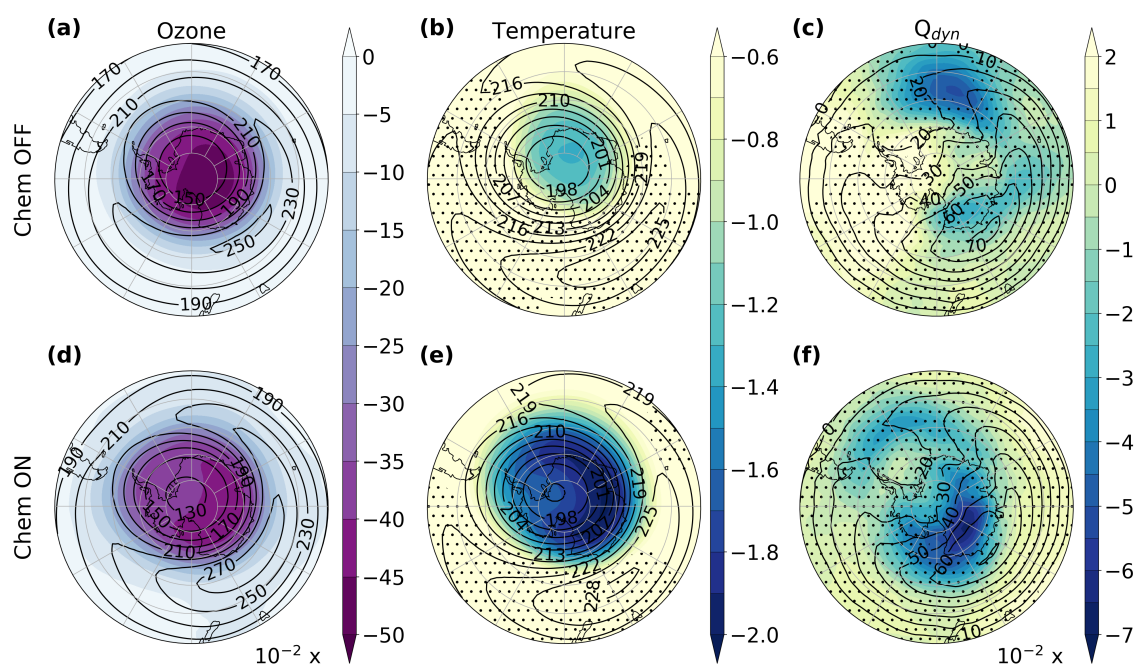 (a) Ozone (b) Temperature (c) Q_dyn
Chem OFF
170 170 210 210 170 150 190 230 250 190
0 −5 −10 −15 −20 −25 −30 −35 −40 −45 −50
216 210 201 219 207 198 204 216 213 222 225
−0.6 −0.8 −1.0 −1.2 −1.4 −1.6 −1.8 −2.0
0 10 20 0 20 30 50 40 60 70
2 1 0 −1 −2 −3 −4 −5 −6 −7
(d) (e) (f)
Chem ON
190 210 190 190 150 130 170 230 210 270 250
219 219 216 210 201 219 204 198 207 225 213 222 228
0 20 30 40 50 60 10
10⁻² x 10⁻² x